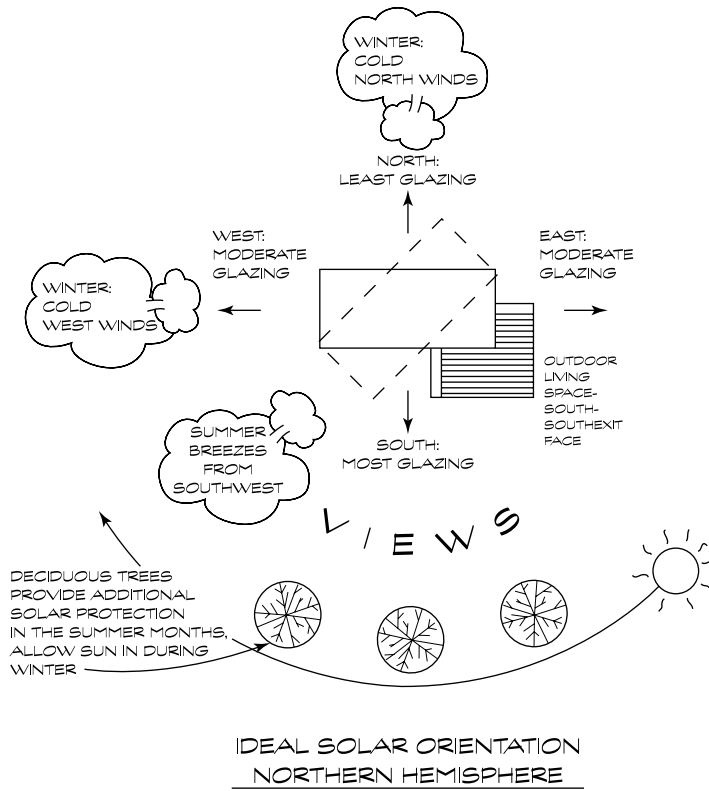 WINTER:
COLD
NORTH WINDS
NORTH:
LEAST GLAZING
WEST:
MODERATE
GLAZING
EAST:
MODERATE
GLAZING
WINTER:
COLD
WEST WINDS
OUTDOOR
LIVING
SPACE-
SOUTH-
SOUTHEXIT
FACE
SUMMER
BREEZES
FROM
SOUTHWEST
SOUTH:
MOST GLAZING
VIEWS
DECIDUOUS TREES
PROVIDE ADDITIONAL
SOLAR PROTECTION
IN THE SUMMER MONTHS,
ALLOW SUN IN DURING
WINTER
IDEAL SOLAR ORIENTATION
NORTHERN HEMISPHERE